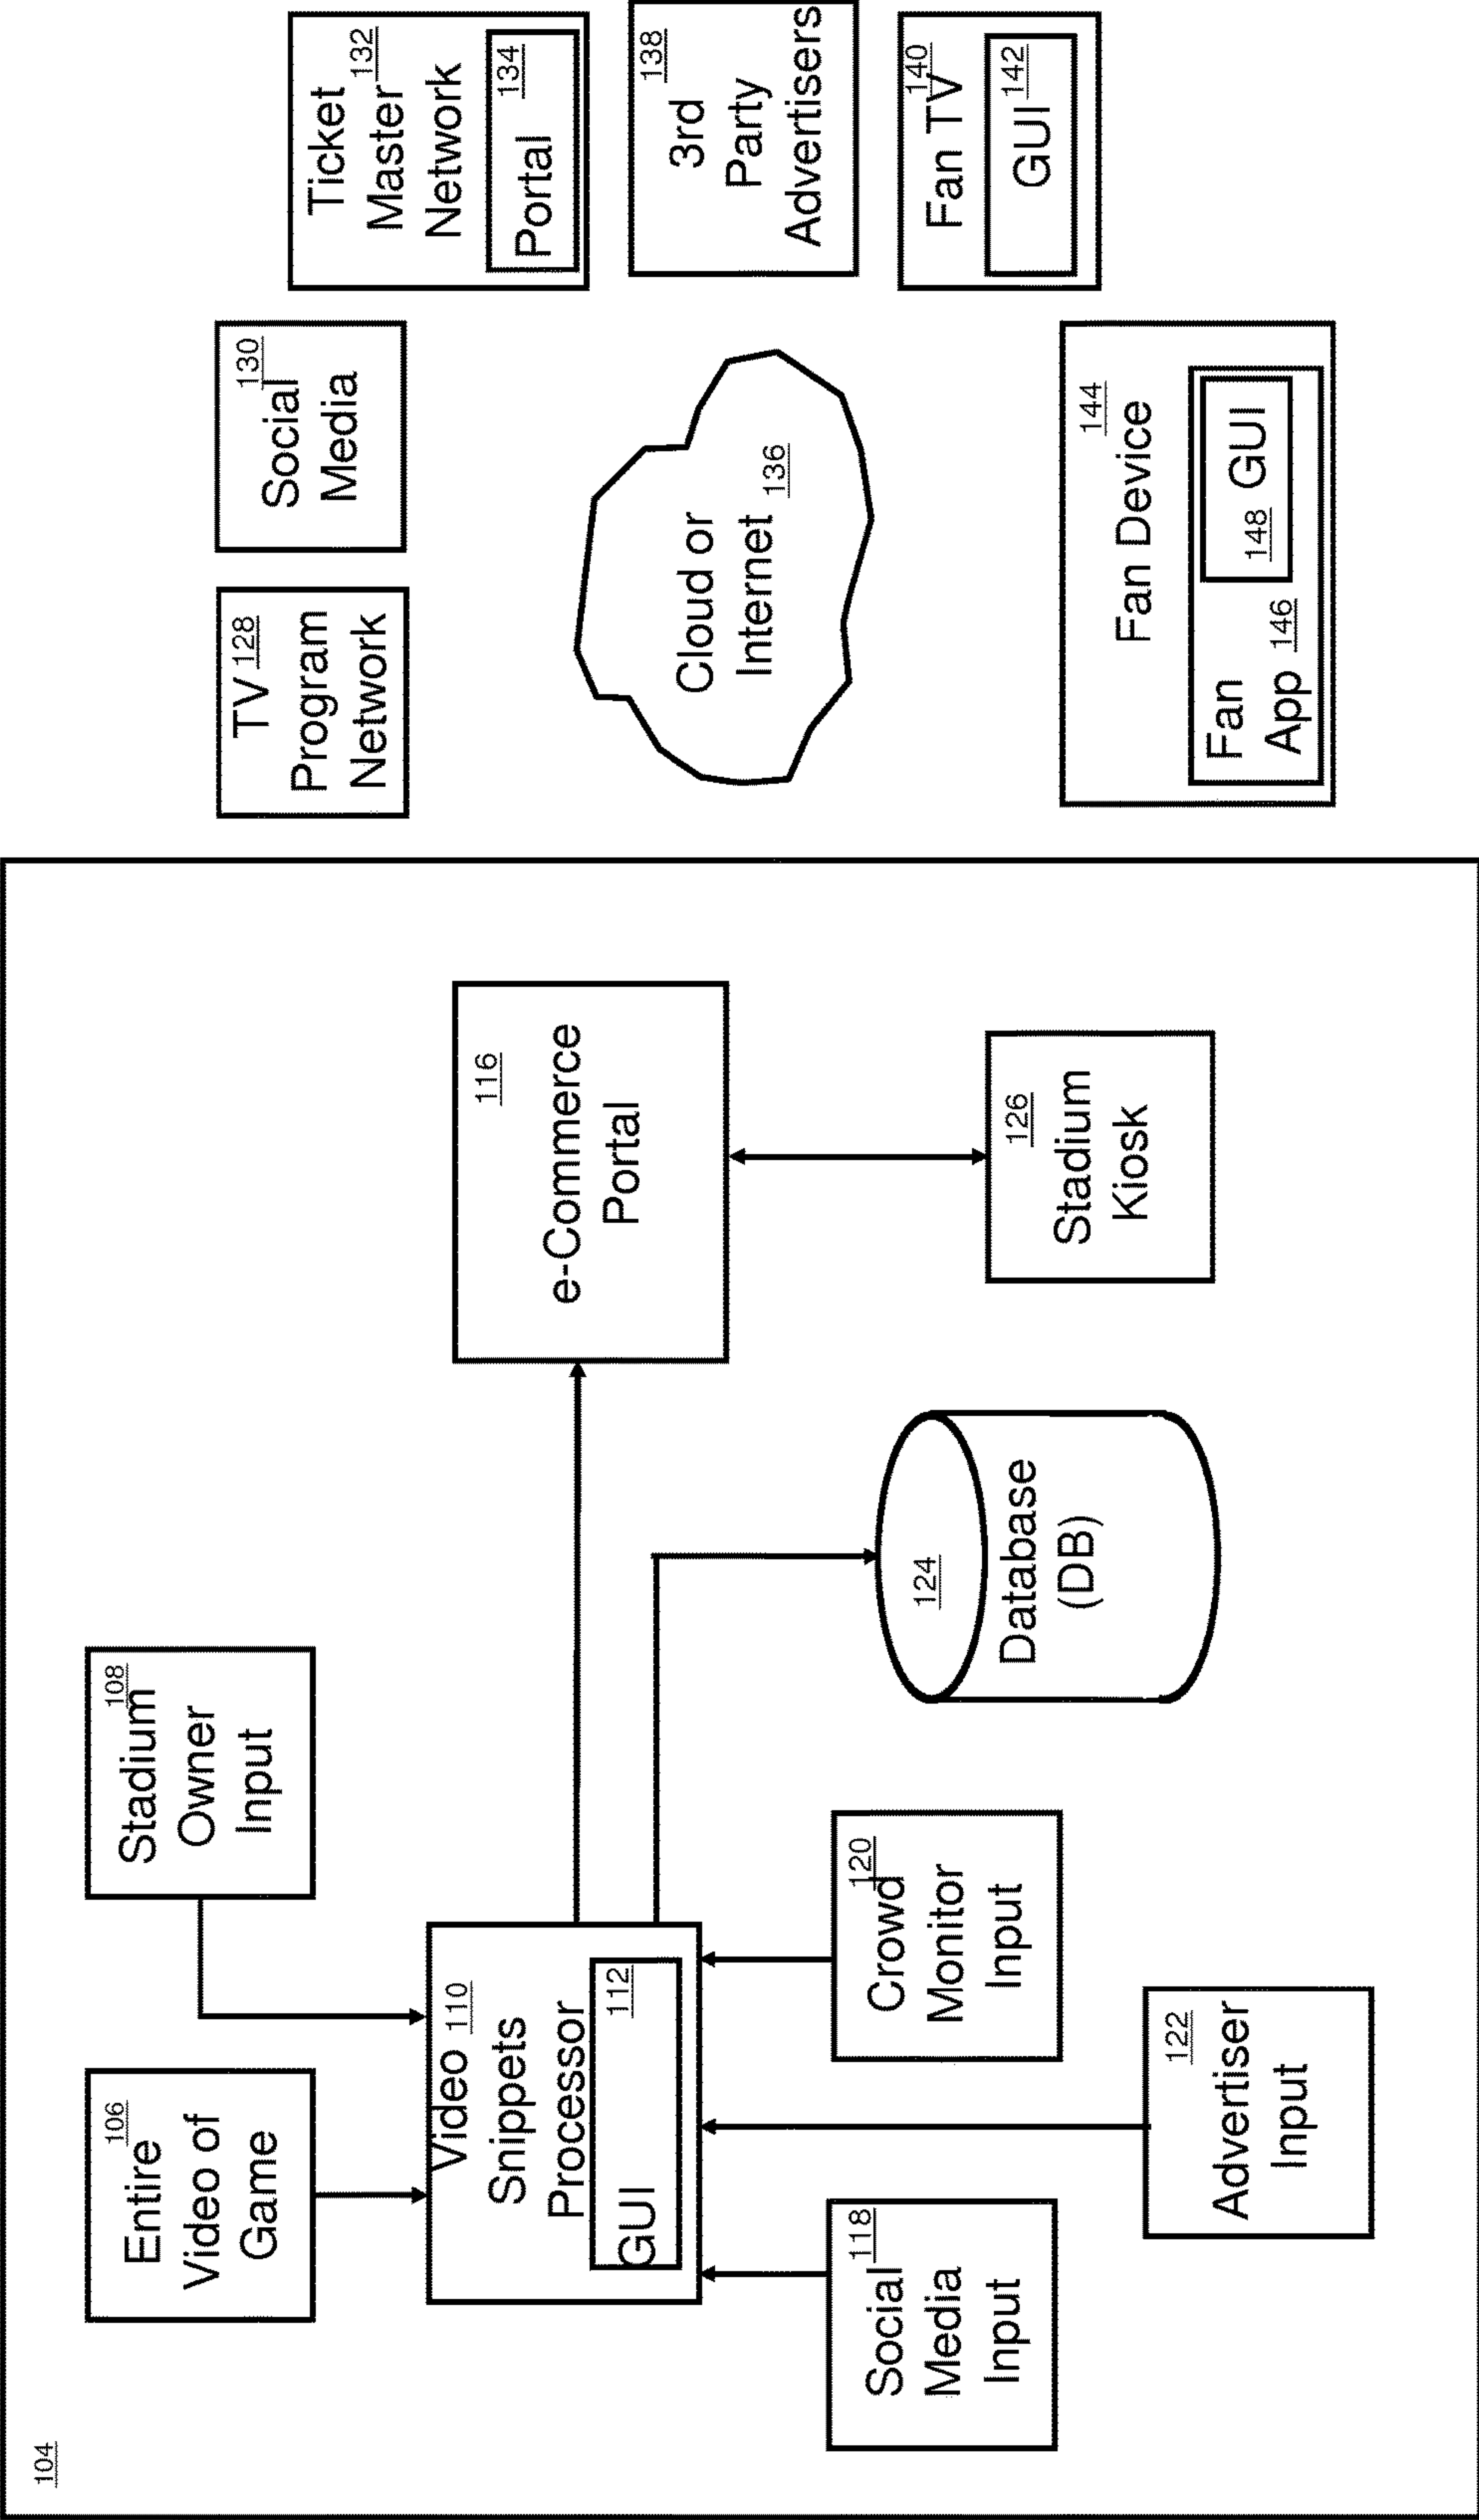 104
106
Entire
Video of
Game
108
Stadium
Owner
Input
Video 110
Snippets
Processor
112
GUI
118
Social
Media
Input
120
Crowd
Monitor
Input
122
Advertiser
Input
124
Database
(DB)
116
e-Commerce
Portal
126
Stadium
Kiosk
TV 128
Program
Network
130
Social
Media
Ticket
Master 132
Network
Portal 134
Cloud or
Internet 136
138
3rd
Party
Advertisers
140
Fan TV
GUI 142
144
Fan Device
Fan
App 146
148 GUI